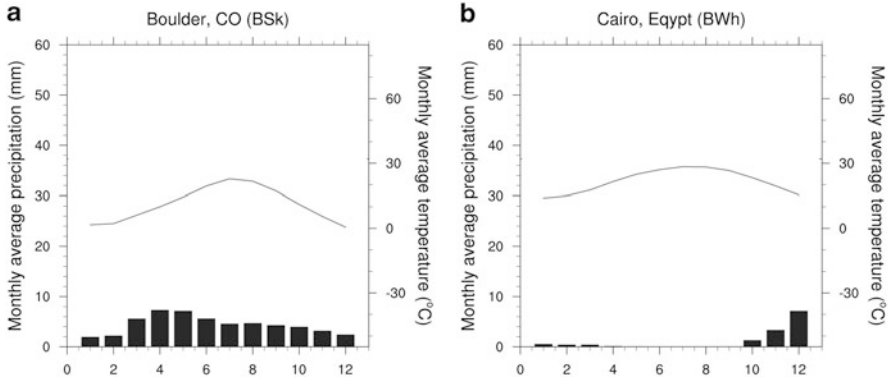 a
Boulder, CO (BSk)
60
50
40
30
20
10
0
Monthly average precipitation (mm)
60
30
0
-30
Monthly average temperature (°C)
0 2 4 6 8 10 12
b
Cairo, Eqypt (BWh)
60
50
40
30
20
10
0
Monthly average precipitation (mm)
60
30
0
-30
Monthly average temperature (°C)
0 2 4 6 8 10 12